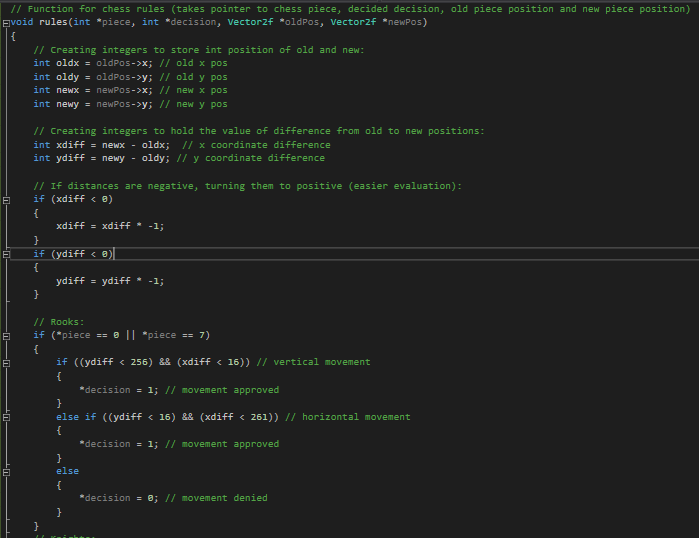 // Function for chess rules (takes pointer to chess piece, decided decision, old piece position and new piece position)
void rules(int *piece, int *decision, Vector2f *oldPos, Vector2f *newPos)
{
// Creating integers to store int position of old and new:
int oldx = oldPos->x; // old x pos
int oldy = oldPos->y; // old y pos
int newx = newPos->x; // new x pos
int newy = newPos->y; // new y pos
// Creating integers to hold the value of difference from old to new positions:
int xdiff = newx - oldx;  // x coordinate difference
int ydiff = newy - oldy; // y coordinate difference
// If distances are negative, turning them to positive (easier evaluation):
if (xdiff < 0)
{
xdiff = xdiff * -1;
}
if (ydiff < 0)
{
ydiff = ydiff * -1;
}
// Rooks:
if (*piece == 0 || *piece == 7)
{
if ((ydiff < 256) && (xdiff < 16)) // vertical movement
{
*decision = 1; // movement approved
}
else if ((ydiff < 16) && (xdiff < 261)) // horizontal movement
{
*decision = 1; // movement approved
}
else
{
*decision = 0; // movement denied
}
}